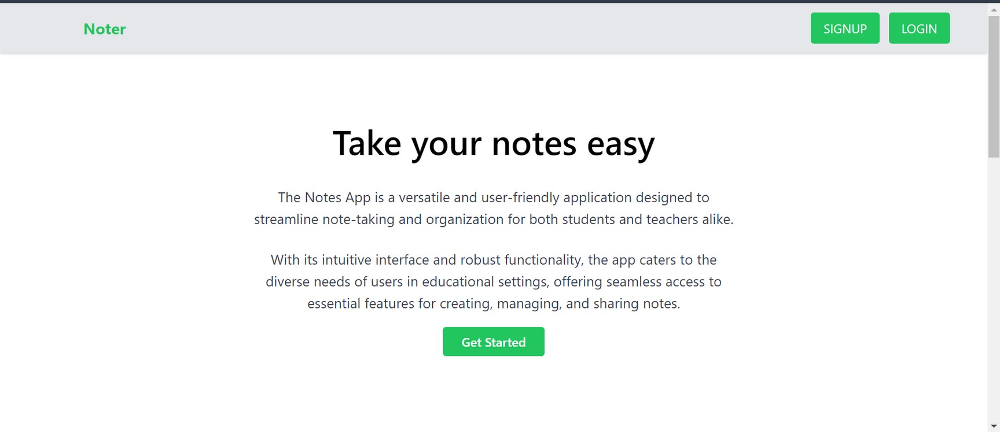 Noter
SIGNUP
LOGIN
Take your notes easy
The Notes App is a versatile and user-friendly application designed to
streamline note-taking and organization for both students and teachers alike.
With its intuitive interface and robust functionality, the app caters to the
diverse needs of users in educational settings, offering seamless access to
essential features for creating, managing, and sharing notes.
Get Started